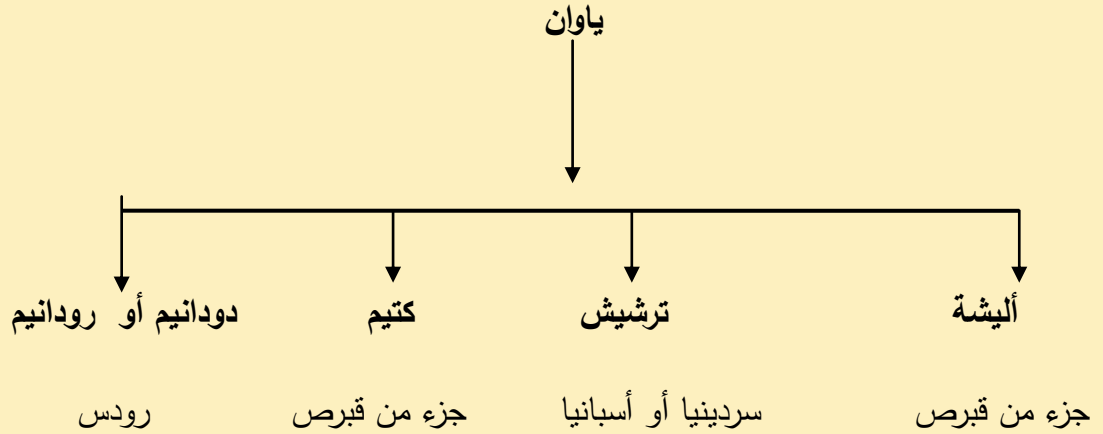 ياوان
أليشة ترشيش كتيم دودانيم أو رودانيم
جزء من قبرص سردينيا أو أسبانيا جزء من قبرص رودس